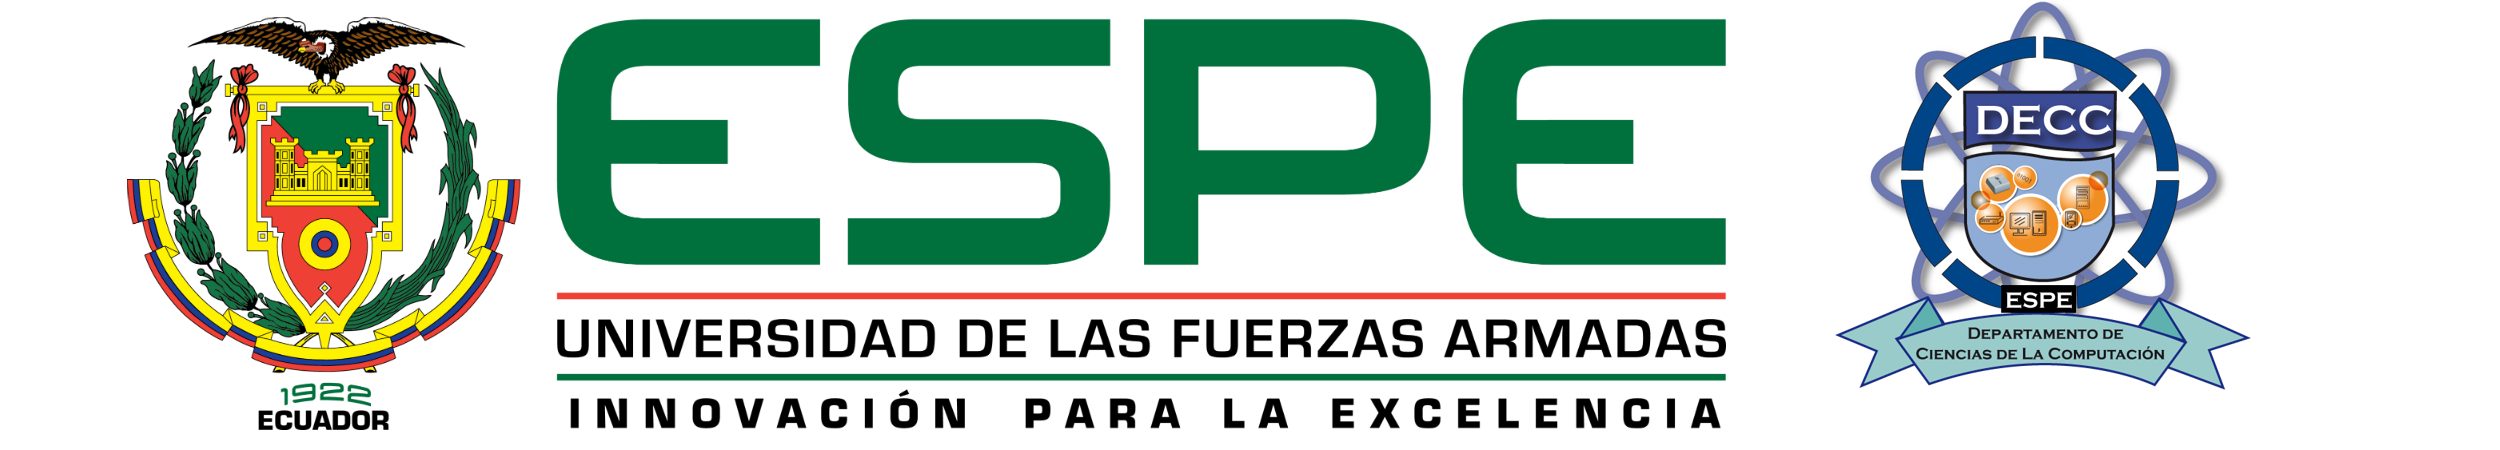 1922
ECUADOR
ESPE
UNIVERSIDAD DE LAS FUERZAS ARMADAS
INNOVACIÓN PARA LA EXCELENCIA
DECC
01001
ESPE
DEPARTAMENTO DE
CIENCIAS DE LA COMPUTACIÓN